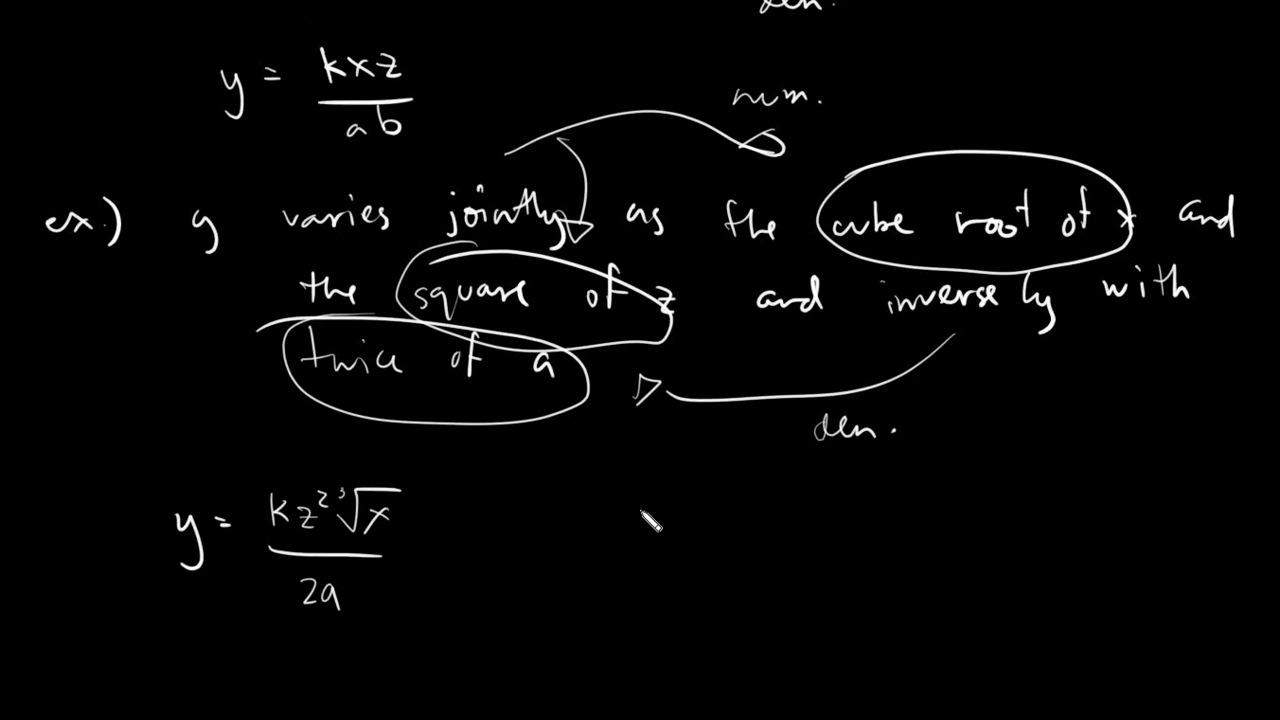 den.
y = kxz / ab
num.
ex.) y varies jointly as the cube root of x and
the square of z and inversely with
twice of a
den.
y = kz²∛x / 2a